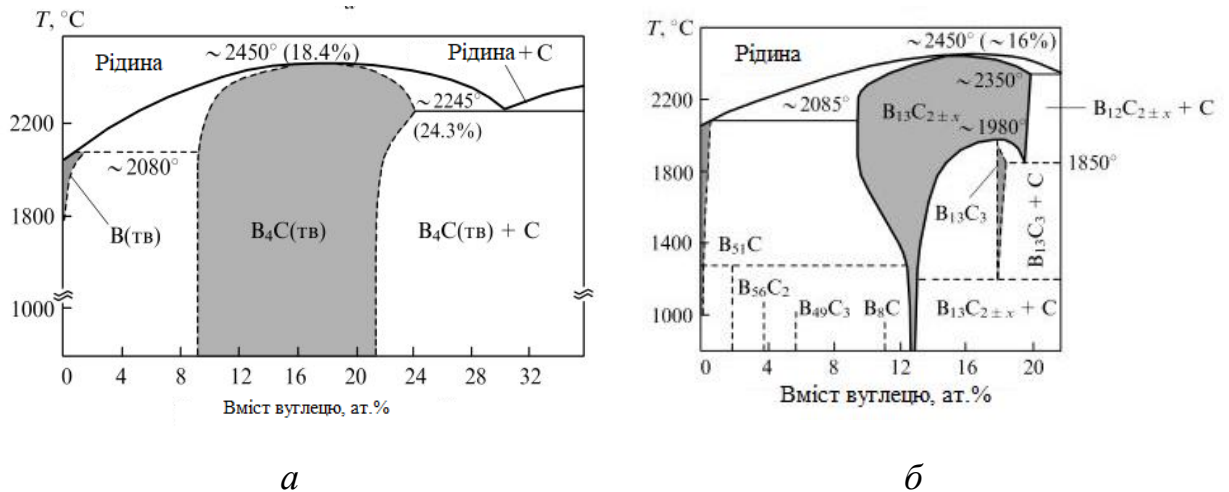 T, °C
~2450° (18.4%)
Рідина
Рідина + C
~2245°
(24.3%)
~2080°
B(тв)
B₄C(тв)
B₄C(тв) + C
2200
1800
1400
1000
0 4 8 12 16 20 24 28 32
Вміст вуглецю, ат.%
а
T, °C
~2450° (~16%)
Рідина
~2350°
~2085°
B₁₃C₂ ± ₓ
B₁₂C₂ ± ₓ + C
~1980°
1850°
B₁₃C₃
B₁₃C₃ + C
B₅₁C
B₅₆C₂
B₄₉C₃
B₈C
B₁₃C₂ ± ₓ + C
2200
1800
1400
1000
0 4 8 12 16 20
Вміст вуглецю, ат.%
б